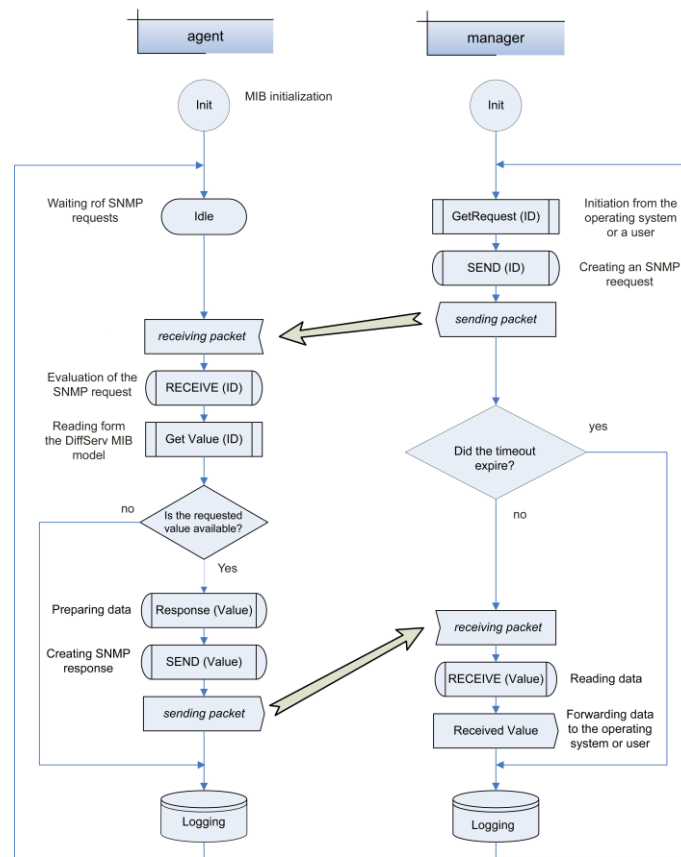 agent
manager
Init
MIB initialization
Init
Waiting rof SNMP
requests
Idle
GetRequest (ID)
Initiation from the
operating system
or a user
SEND (ID)
Creating an SNMP
reequest
sending packet
receiving packet
Evaluation of the
SNMP request
RECEIVE (ID)
Reading form
the DiffServ MIB
model
Get Value (ID)
Did the timeout
expire?
yes
no
no
Is the requested
value available?
Yes
Preparing data
Response (Value)
Creating SNMP
response
SEND (Value)
sending packet
receiving packet
RECEIVE (Value)
Reading data
Received Value
Forwarding data
to the operating
system or user
Logging
Logging